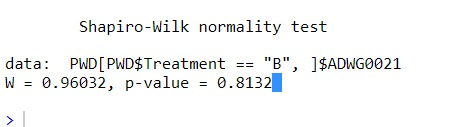 Shapiro-Wilk normality test
data:  PWD[PWD$Treatment == "B", ]$ADWG0021
W = 0.96032, p-value = 0.8132
>